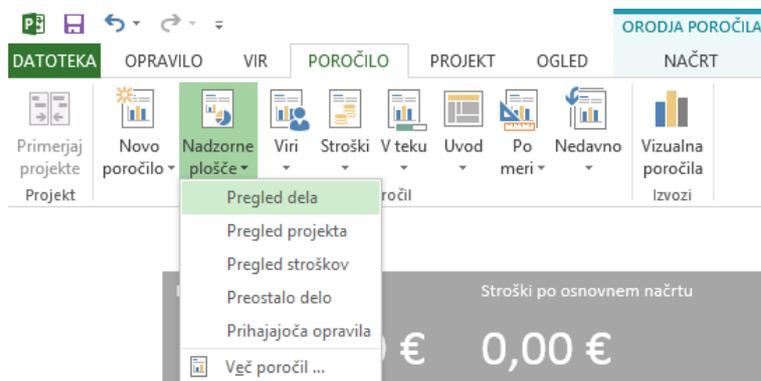 ORODJA POROČILA
DATOTEKA OPRAVILO VIR POROČILO PROJEKT OGLED NAČRT
Primerjaj projekte
Novo poročilo
Nadzorne plošče
Viri
Stroški
V teku
Uvod
Po meri
Nedavno
Vizualna poročila
Projekt
ročil
Izvozi
Pregled dela
Pregled projekta
Pregled stroškov
Preostalo delo
Prihajajoča opravila
Več poročil ...
Stroški po osnovnem načrtu
€ 0,00 €